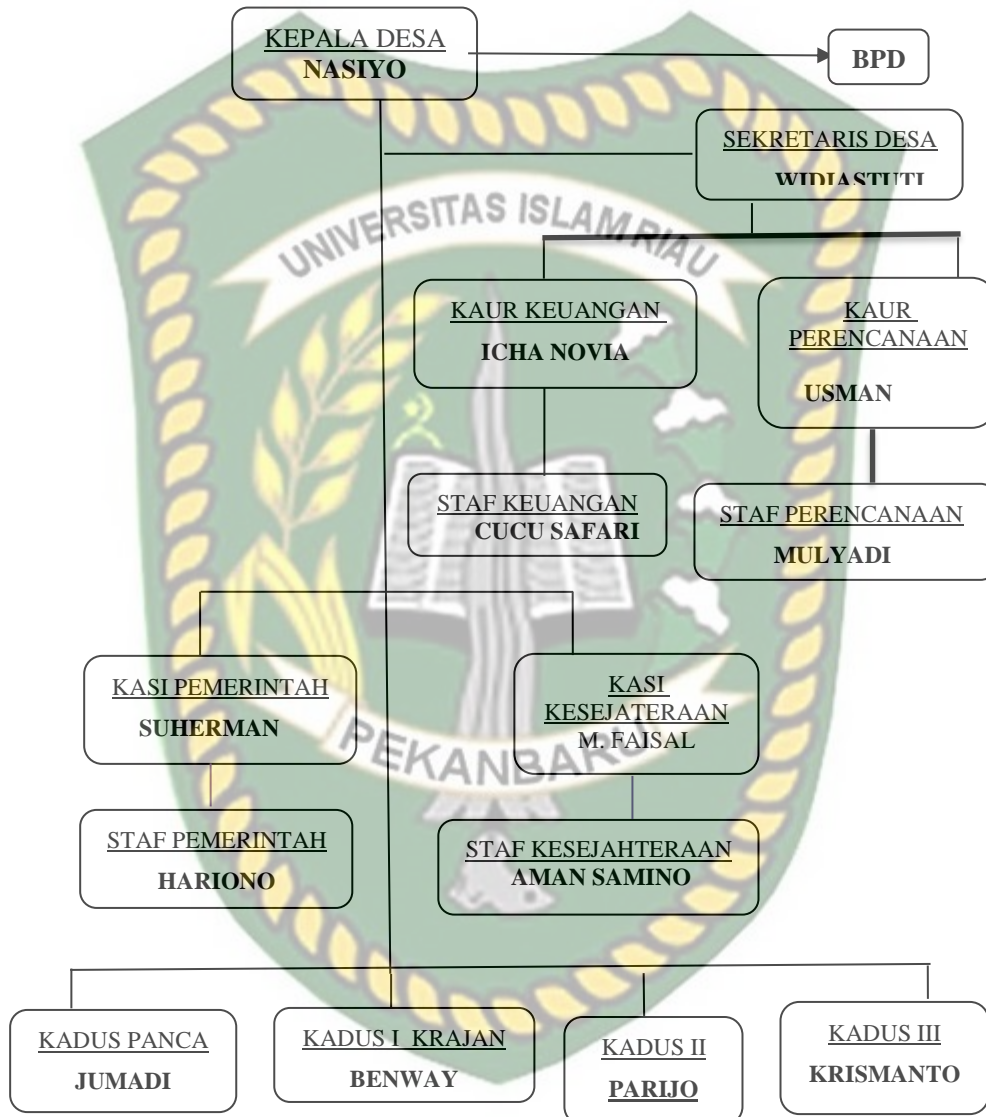 KEPALA DESA
NASIYO
BPD
SEKRETARIS DESA
WIDIASTUTI
UNIVERSITAS ISLAM RIAU
KAUR KEUANGAN
ICHA NOVIA
KAUR
PERENCANAAN
USMAN
STAF KEUANGAN
CUCU SAFARI
STAF PERENCANAAN
MULYADI
KASI PEMERINTAH
SUHERMAN
KASI
KESEJATERAAN
M. FAISAL
PEKANBARU
STAF PEMERINTAH
HARIONO
STAF KESEJAHTERAAN
AMAN SAMINO
KADUS PANCA
JUMADI
KADUS I KRAJAN
BENWAY
KADUS II
PARIJO
KADUS III
KRISMANTO